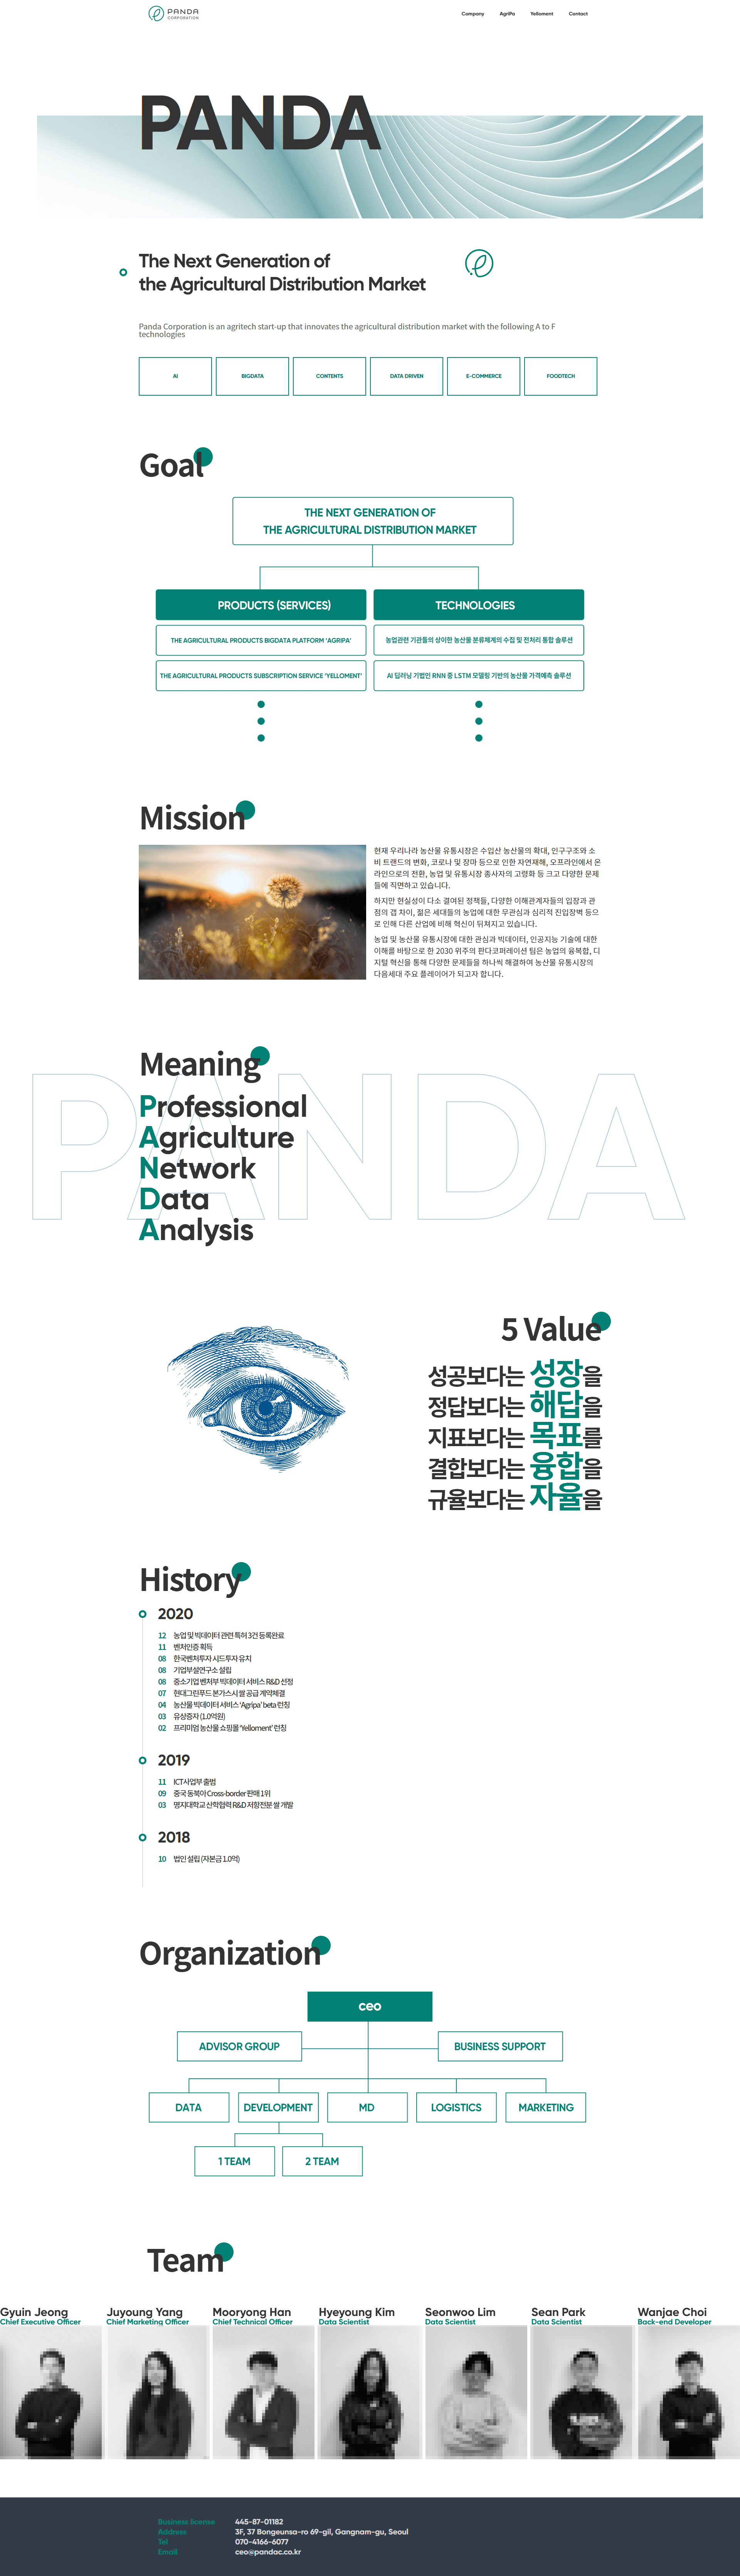 PANDA
CORPORATION
Company
AgriPa
Yelloment
Contact
PANDA
The Next Generation of
the Agricultural Distribution Market
Panda Corporation is an agritech start-up that innovates the agricultural distribution market with the following A to F
technologies
AI
BIGDATA
CONTENTS
DATA DRIVEN
E-COMMERCE
FOODTECH
Goal
THE NEXT GENERATION OF
THE AGRICULTURAL DISTRIBUTION MARKET
PRODUCTS (SERVICES)
TECHNOLOGIES
THE AGRICULTURAL PRODUCTS BIGDATA PLATFORM ‘AGRIPA’
농업관련 기관들의 상이한 농산물 분류체계의 수집 및 전처리 통합 솔루션
THE AGRICULTURAL PRODUCTS SUBSCRIPTION SERVICE ‘YELLOMENT’
AI 딥러닝 기법인 RNN 중 LSTM 모델링 기반의 농산물 가격예측 솔루션
Mission
현재 우리나라 농산물 유통시장은 수입산 농산물의 확대, 인구구조와 소
비 트랜드의 변화, 코로나 및 장마 등으로 인한 자연재해, 오프라인에서 온
라인으로의 전환, 농업 및 유통시장 종사자의 고령화 등 크고 다양한 문제
들에 직면하고 있습니다.
하지만 현실성이 다소 결여된 정책들, 다양한 이해관계자들의 입장과 관
점의 갭 차이, 젊은 세대들의 농업에 대한 무관심과 심리적 진입장벽 등으
로 인해 다른 산업에 비해 혁신이 뒤쳐지고 있습니다.
농업 및 농산물 유통시장에 대한 관심과 빅데이터, 인공지능 기술에 대한
이해를 바탕으로 한 2030 위주의 판다코퍼레이션 팀은 농업의 융복합, 디
지털 혁신을 통해 다양한 문제들을 하나씩 해결하여 농산물 유통시장의
다음세대 주요 플레이어가 되고자 합니다.
Meaning
PANDA
Professional
Agriculture
Network
Data
Analysis
5 Value
성공보다는 성장을
정답보다는 해답을
지표보다는 목표를
결합보다는 융합을
규율보다는 자율을
History
2020
12 농업 및 빅데이터 관련 특허 3건 등록완료
11 벤처인증 획득
08 한국벤처투자 시드투자 유치
08 기업부설연구소 설립
08 중소기업 벤처부 빅데이터 서비스 R&D 선정
07 현대그린푸드 본가스시 쌀 공급 계약체결
04 농산물 빅데이터 서비스 ‘Agripa’ beta 런칭
03 유상증자 (1.0억원)
02 프리미엄 농산물 쇼핑몰 ‘Yelloment’ 런칭
2019
11 ICT사업부 출범
09 중국 동북아 Cross-border 판매 1위
03 명지대학교 산학협력 R&D 저항전분 쌀 개발
2018
10 법인 설립 (자본금 1.0억)
Organization
ceo
ADVISOR GROUP
BUSINESS SUPPORT
DATA
DEVELOPMENT
MD
LOGISTICS
MARKETING
1 TEAM
2 TEAM
Team
Gyuin Jeong
Chief Executive Officer
Juyoung Yang
Chief Marketing Officer
Mooryong Han
Chief Technical Officer
Hyeyoung Kim
Data Scientist
Seonwoo Lim
Data Scientist
Sean Park
Data Scientist
Wanjae Choi
Back-end Developer
Business license 445-87-01182
Address 3F, 37 Bongeunsa-ro 69-gil, Gangnam-gu, Seoul
Tel 070-4166-6077
Email ceo@pandac.co.kr